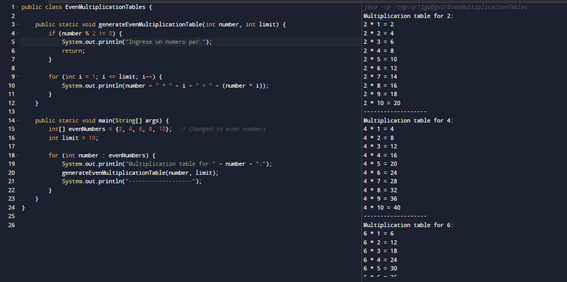 1 public class EvenMultiplicationTables {
2
3 public static void generateEvenMultiplicationTable(int number, int limit) {
4 if (number % 2 != 0) {
5 System.out.println("Ingrese un numero par.");
6 return;
7 }
8
9 for (int i = 1; i <= limit; i++) {
10 System.out.println(number + " * " + i + " = " + (number * i));
11 }
12 }
13
14 public static void main(String[] args) {
15 int[] evenNumbers = {2, 4, 6, 8, 10}; // Changed to even numbers
16 int limit = 10;
17
18 for (int number : evenNumbers) {
19 System.out.println("Multiplication table for " + number + ":");
20 generateEvenMultiplicationTable(number, limit);
21 System.out.println("-------------------");
22 }
23 }
24 }
25
26
java -cp
Multiplication table for 2:
2 * 1 = 2
2 * 2 = 4
2 * 3 = 6
2 * 4 = 8
2 * 5 = 10
2 * 6 = 12
2 * 7 = 14
2 * 8 = 16
2 * 9 = 18
2 * 10 = 20
-------------------
Multiplication table for 4:
4 * 1 = 4
4 * 2 = 8
4 * 3 = 12
4 * 4 = 16
4 * 5 = 20
4 * 6 = 24
4 * 7 = 28
4 * 8 = 32
4 * 9 = 36
4 * 10 = 40
-------------------
Multiplication table for 6:
6 * 1 = 6
6 * 2 = 12
6 * 3 = 18
6 * 4 = 24
6 * 5 = 30